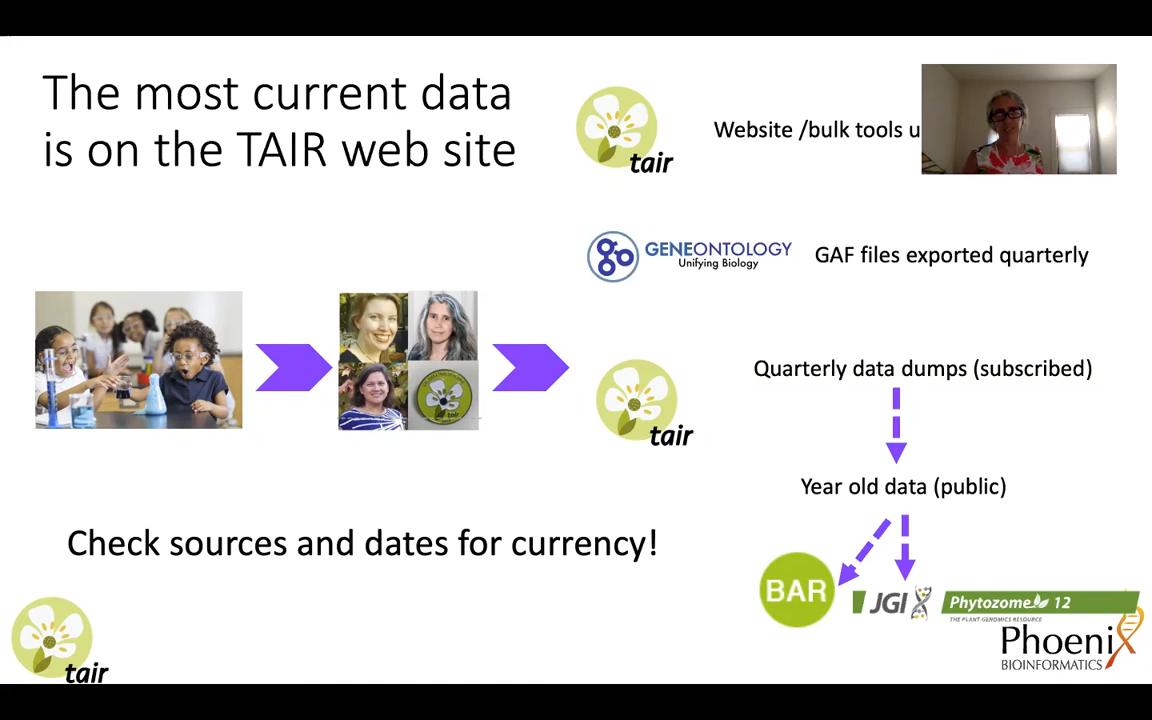 The most current data
is on the TAIR web site
tair
Website /bulk tools u
GENEONTOLOGY
Unifying Biology
GAF files exported quarterly
tair
tair
Quarterly data dumps (subscribed)
Year old data (public)
Check sources and dates for currency!
BAR
JGI
Phytozome 12
THE PLANT GENOMICS RESOURCE
Phoenix
BIOINFORMATICS
tair